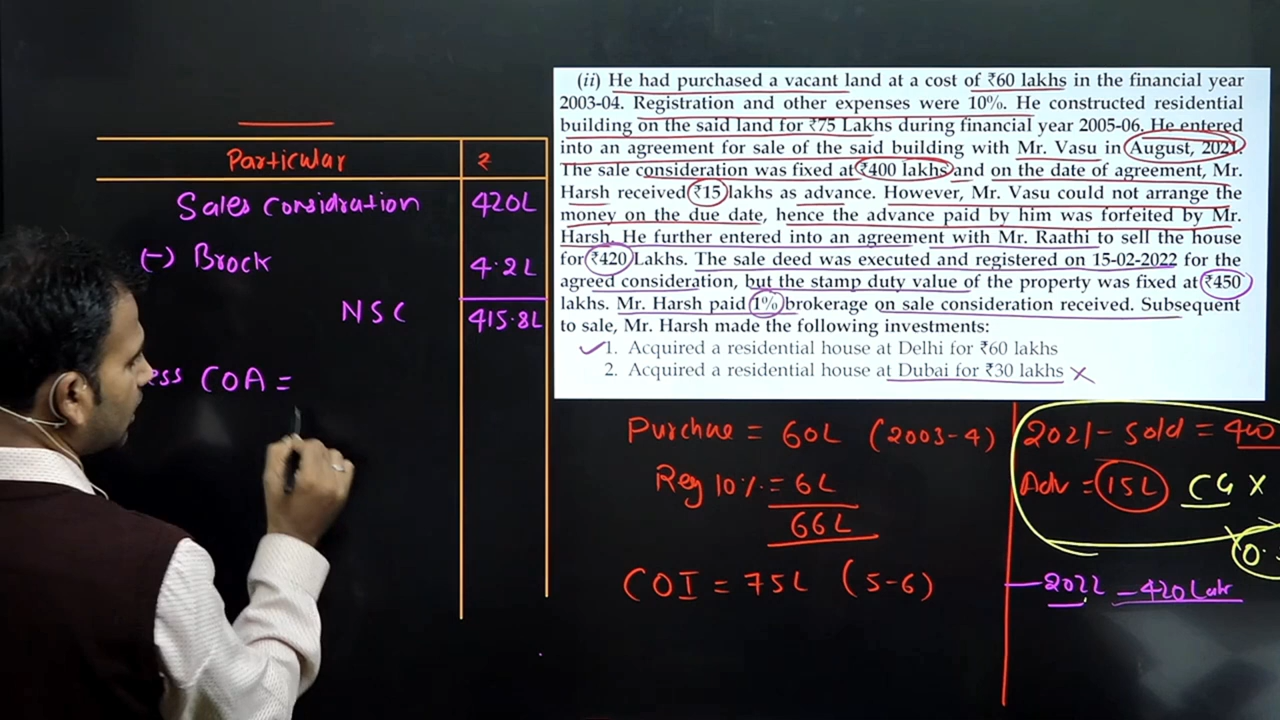 Particular ₹
Sales Considration 420L
(-) Brock 4.2L
NSC 415.8L
ess COA =
(ii) He had purchased a vacant land at a cost of ₹60 lakhs in the financial year
2003-04. Registration and other expenses were 10%. He constructed residential
building on the said land for ₹75 Lakhs during financial year 2005-06. He entered
into an agreement for sale of the said building with Mr. Vasu in August, 2021.
The sale consideration was fixed at ₹400 lakhs and on the date of agreement, Mr.
Harsh received ₹15 lakhs as advance. However, Mr. Vasu could not arrange the
money on the due date, hence the advance paid by him was forfeited by Mr.
Harsh. He further entered into an agreement with Mr. Raathi to sell the house
for ₹420 Lakhs. The sale deed was executed and registered on 15-02-2022 for the
agreed consideration, but the stamp duty value of the property was fixed at ₹450
lakhs. Mr. Harsh paid 1% brokerage on sale consideration received. Subsequent
to sale, Mr. Harsh made the following investments:
1. Acquired a residential house at Delhi for ₹60 lakhs
2. Acquired a residential house at Dubai for ₹30 lakhs ×
Purchue = 60L (2003-4)
Reg 10% = 6L
66L
COI = 75L (5-6)
2021 - Sold = 400
Adv = 15L CG ×
2022 - 420 Lakr